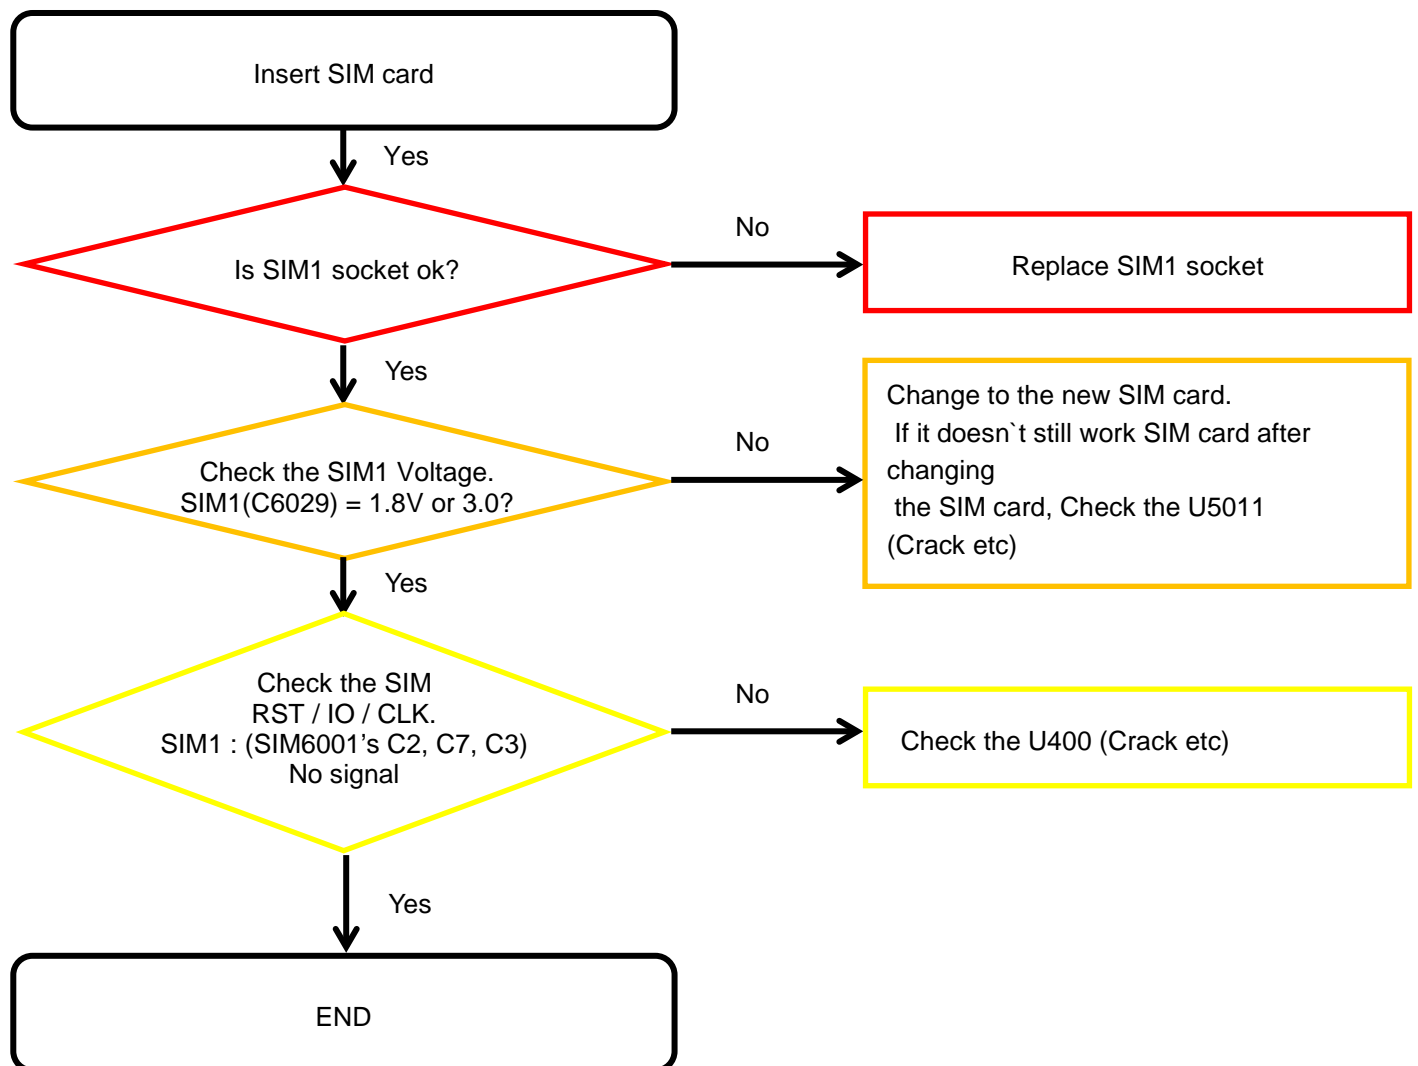 Insert SIM card
Yes
Is SIM1 socket ok?
No
Replace SIM1 socket
Yes
Check the SIM1 Voltage.
SIM1(C6029) = 1.8V or 3.0?
No
Change to the new SIM card.
If it doesn`t still work SIM card after
changing
the SIM card, Check the U5011
(Crack etc)
Yes
Check the SIM
RST / IO / CLK.
SIM1 : (SIM6001’s C2, C7, C3)
No signal
No
Check the U400 (Crack etc)
Yes
END